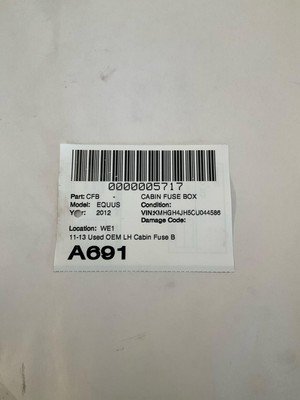 0000005717
Part: CFB - CABIN FUSE BOX
Model: EQUUS Condition:
Year: 2012 VIN:KMHGH4JH5CU044586
Damage Code:
Location: WE1
11-13 Used OEM LH Cabin Fuse B
A691